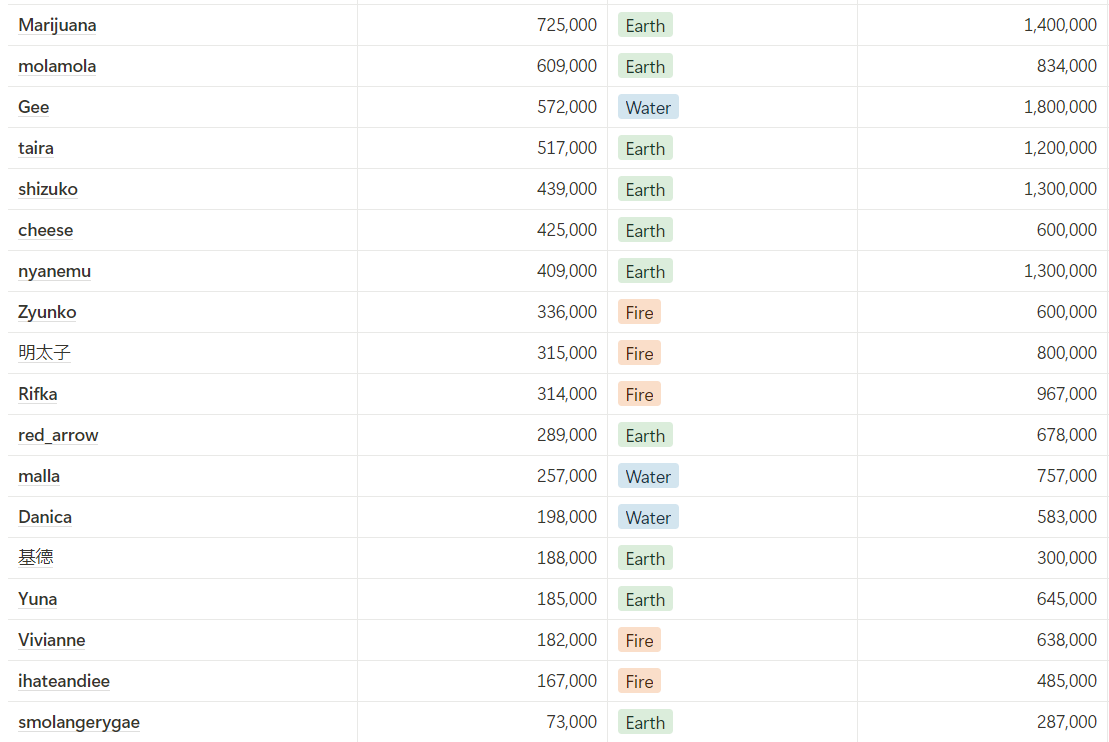 Marijuana 725,000 Earth 1,400,000
molamola 609,000 Earth 834,000
Gee 572,000 Water 1,800,000
taira 517,000 Earth 1,200,000
shizuko 439,000 Earth 1,300,000
cheese 425,000 Earth 600,000
nyanemu 409,000 Earth 1,300,000
Zyunko 336,000 Fire 600,000
明太子 315,000 Fire 800,000
Rifka 314,000 Fire 967,000
red_arrow 289,000 Earth 678,000
malla 257,000 Water 757,000
Danica 198,000 Water 583,000
基德 188,000 Earth 300,000
Yuna 185,000 Earth 645,000
Vivianne 182,000 Fire 638,000
ihateandiee 167,000 Fire 485,000
smolangerygae 73,000 Earth 287,000